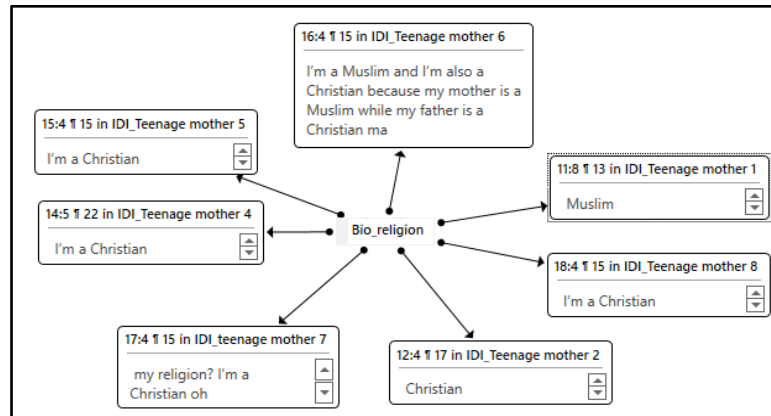 16:4 ¶ 15 in IDI_Teenage mother 6
I'm a Muslim and I'm also a
Christian because my mother is a
Muslim while my father is a
Christian ma
15:4 ¶ 15 in IDI_Teenage mother 5
I'm a Christian
11:8 ¶ 13 in IDI_Teenage mother 1
Muslim
14:5 ¶ 22 in IDI_Teenage mother 4
I'm a Christian
Bio_religion
18:4 ¶ 15 in IDI_Teenage mother 8
I'm a Christian
17:4 ¶ 15 in IDI_teenage mother 7
my religion? I'm a
Christian oh
12:4 ¶ 17 in IDI_Teenage mother 2
Christian